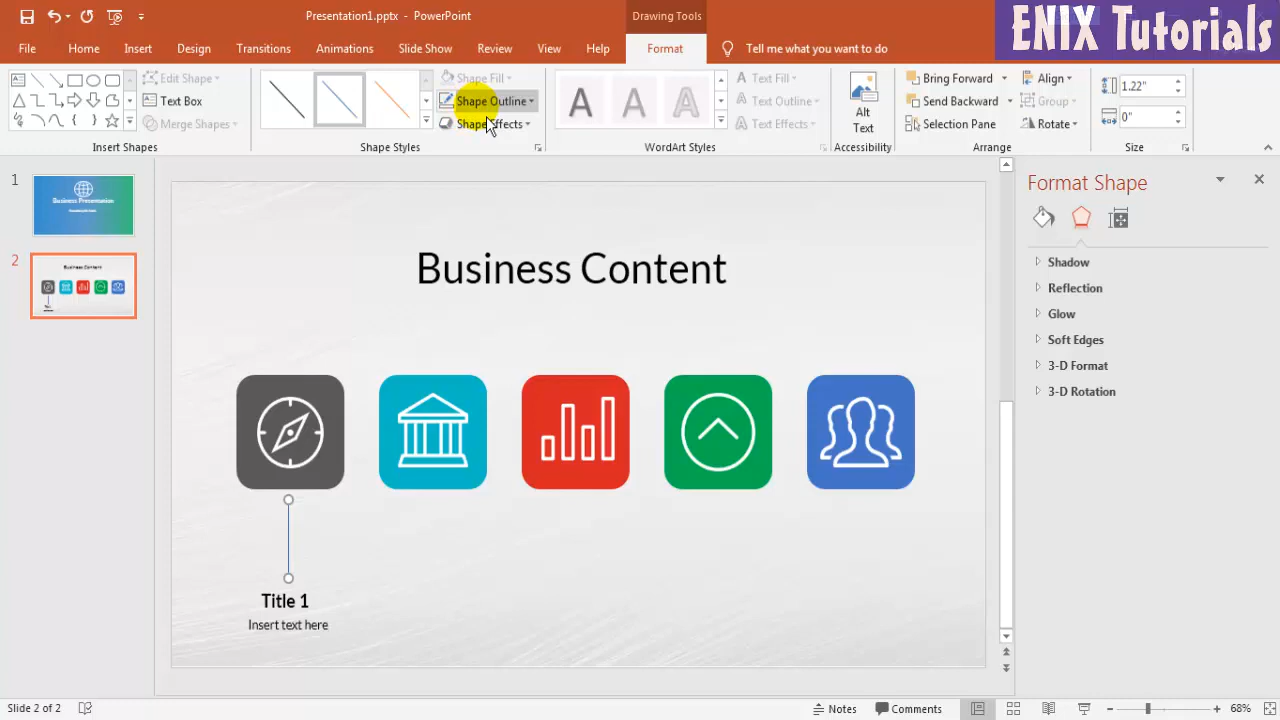 Presentation1.pptx - PowerPoint
Drawing Tools
ENIX Tutorials
File
Home
Insert
Design
Transitions
Animations
Slide Show
Review
View
Help
Format
Tell me what you want to do
Edit Shape
Text Box
Merge Shapes
Insert Shapes
Shape Fill
Shape Outline
Shape Effects
Shape Styles
A A A
Text Fill
Text Outline
Text Effects
WordArt Styles
Alt
Text
Accessibility
Bring Forward
Send Backward
Selection Pane
Align
Group
Rotate
Arrange
1.22"
0"
Size
1
Business Presentation
2
Business Content
Business Content
Title 1
Insert text here
Format Shape
Shadow
Reflection
Glow
Soft Edges
3-D Format
3-D Rotation
Slide 2 of 2
Notes
Comments
68%